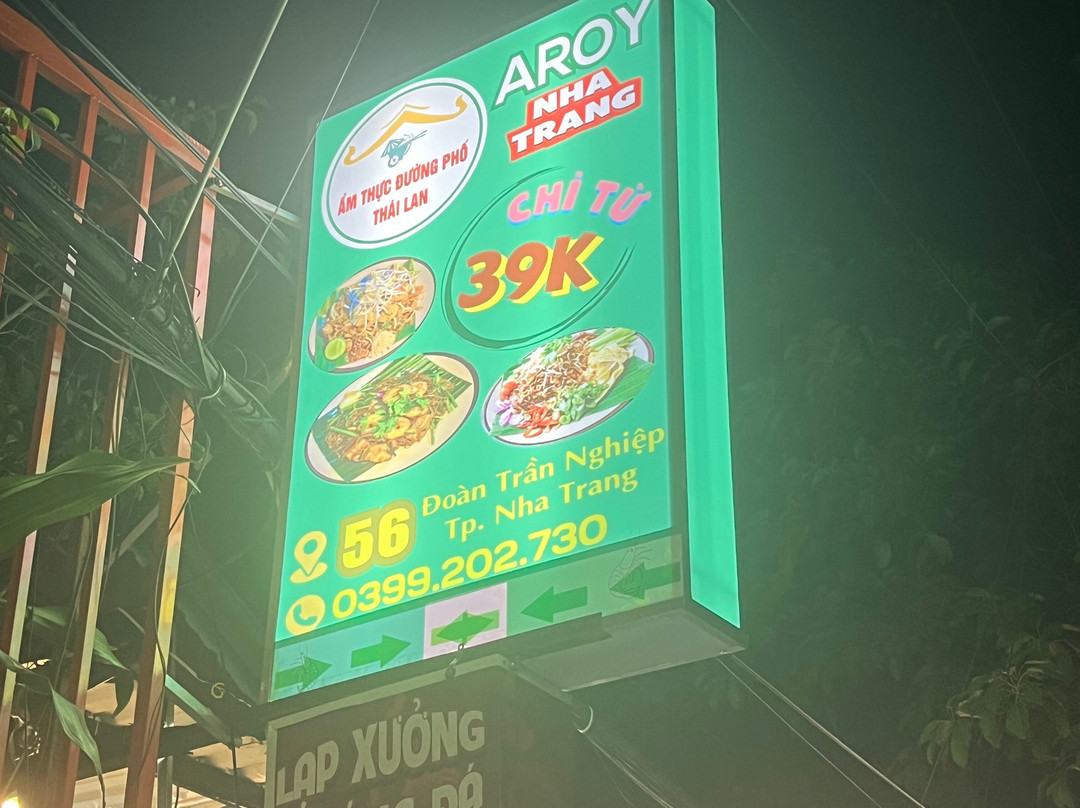 AROY
NHA
TRANG
ẨM THỰC ĐƯỜNG PHỐ
THÁI LAN
CHỈ TỪ
39K
56
Đoàn Trần Nghiệp
Tp. Nha Trang
0399.202.730
LẠP XƯỞNG